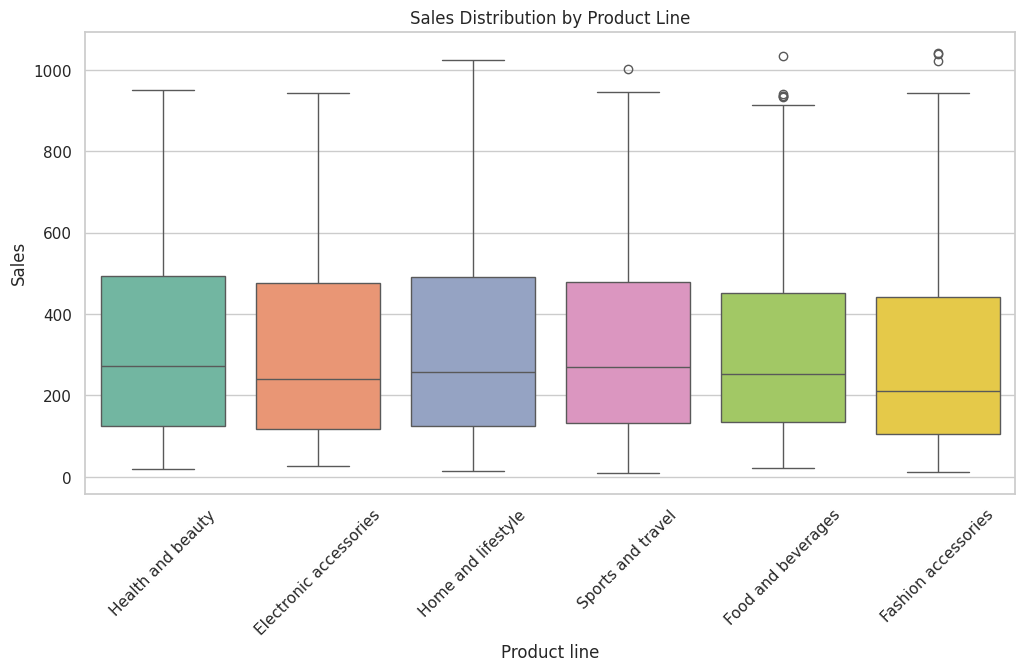 Sales Distribution by Product Line
Sales
1000
800
600
400
200
0
Health and beauty
Electronic accessories
Home and lifestyle
Sports and travel
Food and beverages
Fashion accessories
Product line